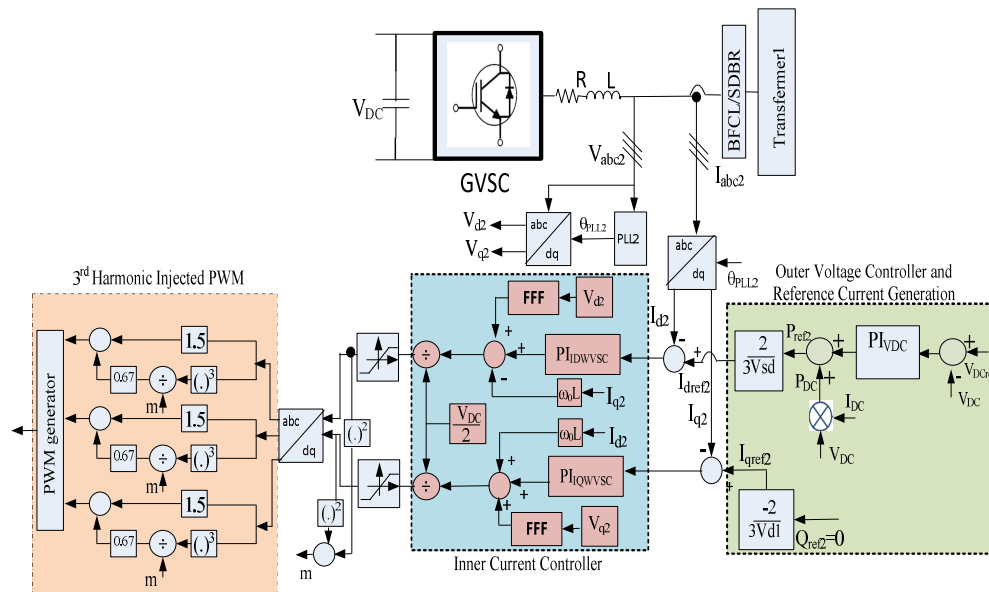 V_DC
GVSC
R L
BFCL/SDBR
Transformer1
V_abc2
I_abc2
V_d2
V_q2
abc
dq
θ_PLL2
PLL2
abc
dq
θ_PLL2
I_d2
I_q2
3rd Harmonic Injected PWM
PWM generator
1.5
0.67
÷
(.)³
m
1.5
0.67
÷
(.)³
m
1.5
0.67
÷
(.)³
m
abc
dq
(.)²
(.)²
m
FFF
V_d2
+
÷
+
-
PI_IDWVSC
ω₀L
I_q2
V_DC
2
ω₀L
I_d2
+
÷
+
+
PI_IQWVSC
FFF
V_q2
Inner Current Controller
Outer Voltage Controller and
Reference Current Generation
-
+
I_dref2
2
3Vsd
P_ref2
+
+
P_DC
PI_VDC
+
-
V_DCre
V_DC
I_DC
V_DC
-
+
I_qref2
-2
3Vd1
Q_ref2=0